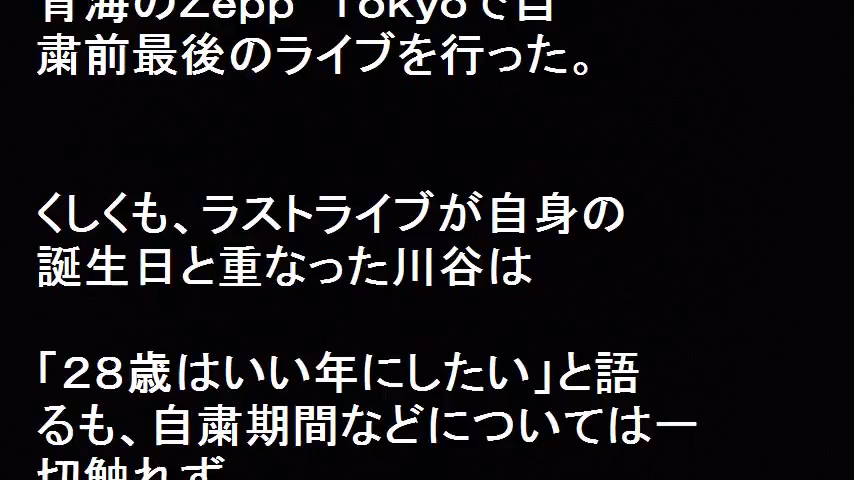 青海のＺｅｐｐ　Ｔｏｋｙｏで自
粛前最後のライブを行った。
くしくも、ラストライブが自身の
誕生日と重なった川谷は
「２８歳はいい年にしたい」と語
るも、自粛期間などについては一
切触れず